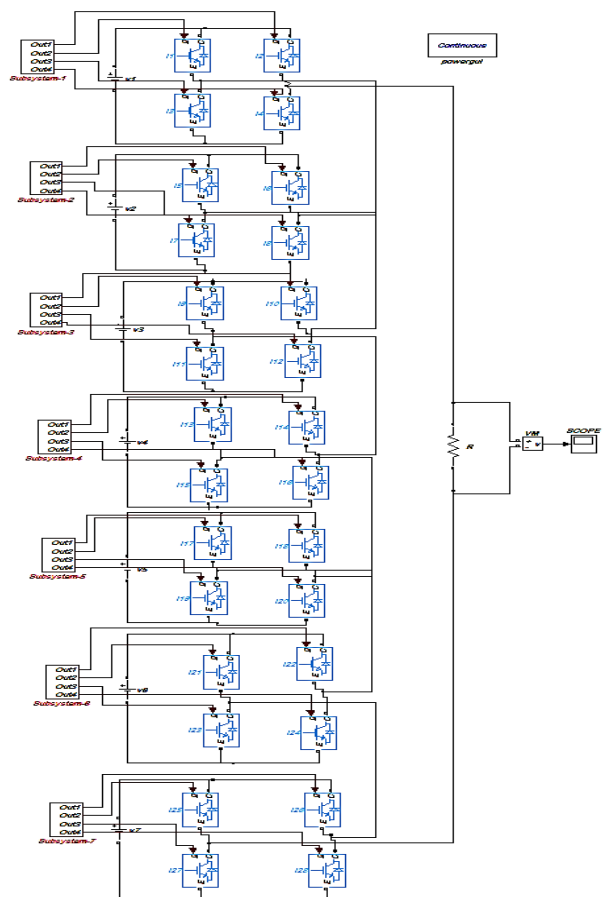 Out1
Out2
Out3
Out4
Subsystem-1
v1
I1
I2
I3
I4
Continuous
powergui
Out1
Out2
Out3
Out4
Subsystem-2
v2
I5
I6
I7
Out1
Out2
Out3
Out4
Subsystem-3
v3
I9
I10
I11
I12
Out1
Out2
Out3
Out4
Subsystem-4
v4
I13
I14
I15
I16
R
VM
SCOPE
Out1
Out2
Out3
Out4
Subsystem-5
I17
I19
I20
Out1
Out2
Out3
Out4
Subsystem-6
v6
I21
I22
I23
I24
Out1
Out2
Out3
Out4
Subsystem-7
v7
I25
I26
I27
I28